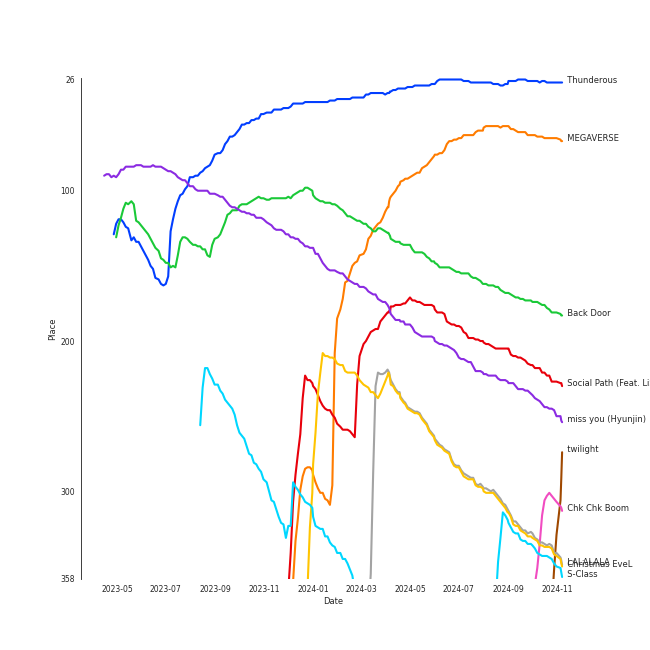 26
100
200
300
358
Place
2023-05
2023-07
2023-09
2023-11
2024-01
2024-03
2024-05
2024-07
2024-09
2024-11
Date
Thunderous
MEGAVERSE
Back Door
Social Path (Feat. Li
miss you (Hyunjin)
twilight
Chk Chk Boom
LALALALA
Christmas EveL
S-Class